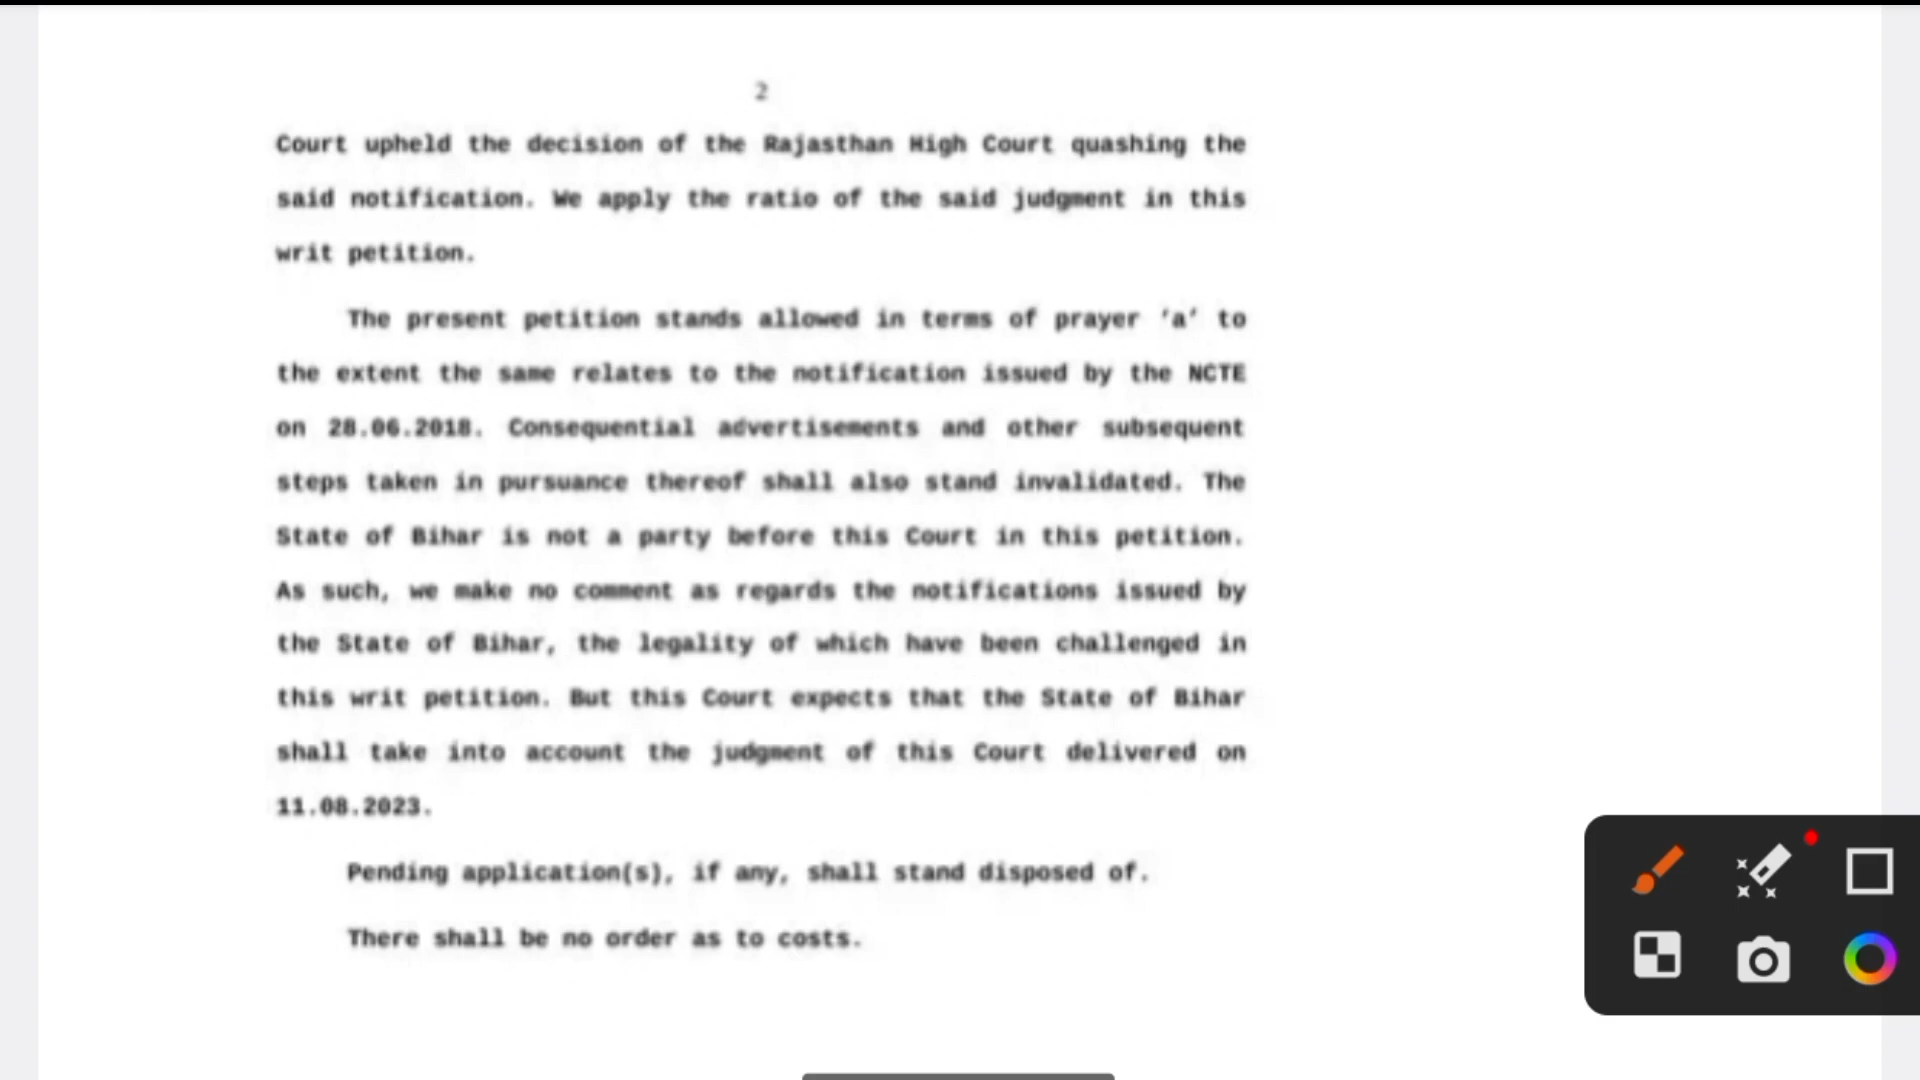 2
Court upheld the decision of the Rajasthan High Court quashing the
said notification. We apply the ratio of the said judgment in this
writ petition.
The present petition stands allowed in terms of prayer ‘a’ to
the extent the same relates to the notification issued by the NCTE
on 28.06.2018. Consequential advertisements and other subsequent
steps taken in pursuance thereof shall also stand invalidated. The
State of Bihar is not a party before this Court in this petition.
As such, we make no comment as regards the notifications issued by
the State of Bihar, the legality of which have been challenged in
this writ petition. But this Court expects that the State of Bihar
shall take into account the judgment of this Court delivered on
11.08.2023.
Pending application(s), if any, shall stand disposed of.
There shall be no order as to costs.